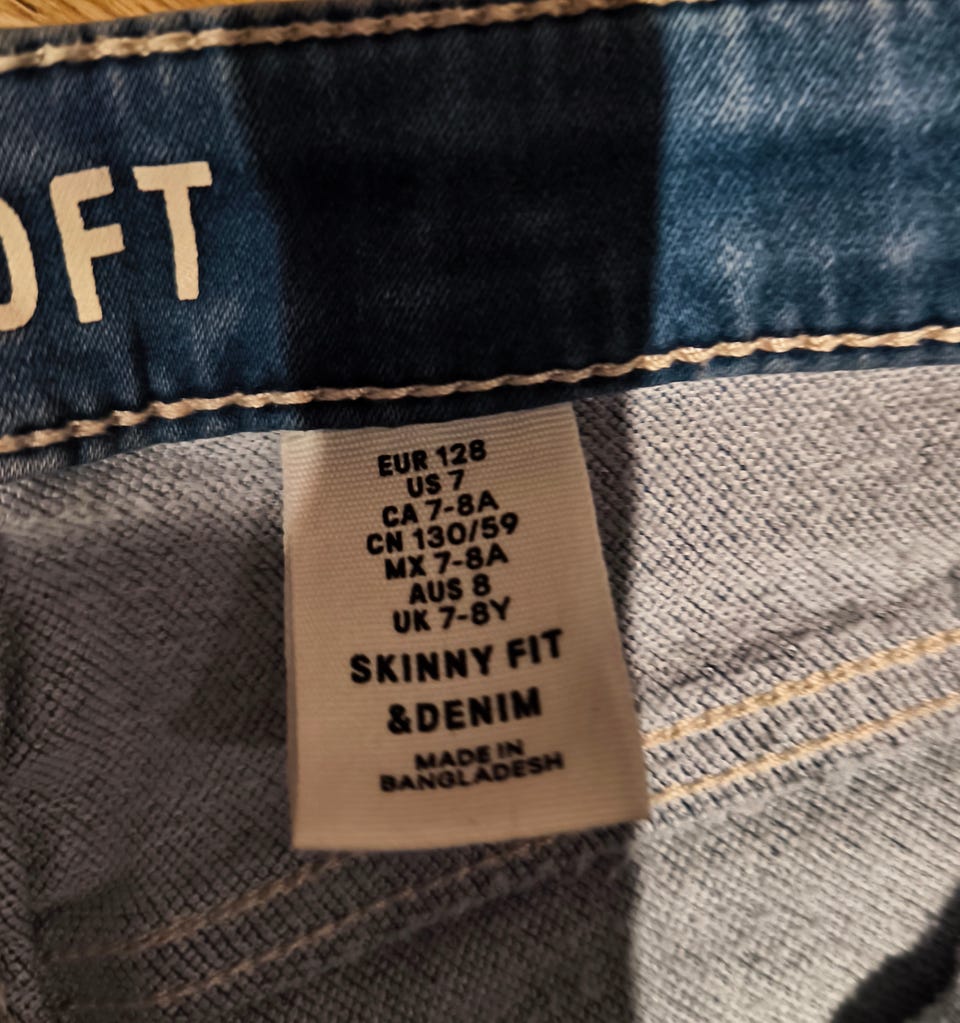 OFT
EUR 128
US 7
CA 7-8A
CN 130/59
MX 7-8A
AUS 8
UK 7-8Y
SKINNY FIT
&DENIM
MADE IN
BANGLADESH